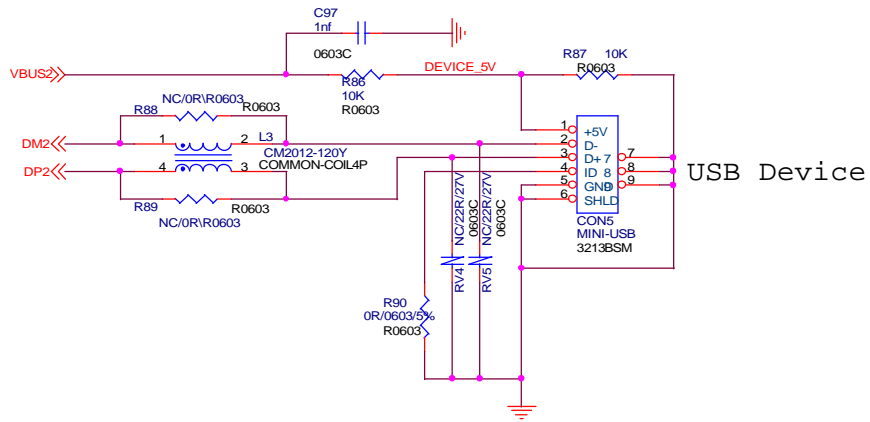 C97
1nf
0603C
VBUS2
R86
10K
R0603
DEVICE_5V
R87 10K
R0603
R88
NC/0R\R0603
R0603
DM2
1 2
L3
CM2012-120Y
COMMON-COIL4P
DP2
4 3
R89
R0603
NC/0R\R0603
1 +5V
2 D-
3 D+ 7 7
4 ID 8 8
5 GND 9 9
6 SHLD
CON5
MINI-USB
3213BSM
USB Device
RV4 NC/22R/27V
0603C
RV5 NC/22R/27V
0603C
R90
0R/0603/5%
R0603